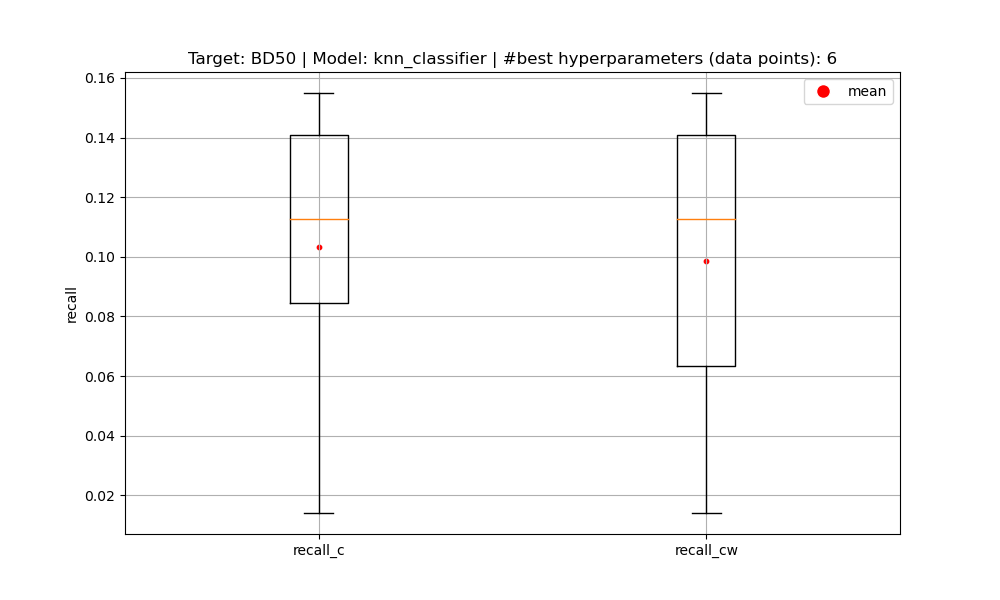 Target: BD50 | Model: knn_classifier | #best hyperparameters (data points): 6
mean
recall
0.16
0.14
0.12
0.10
0.08
0.06
0.04
0.02
recall_c
recall_cw